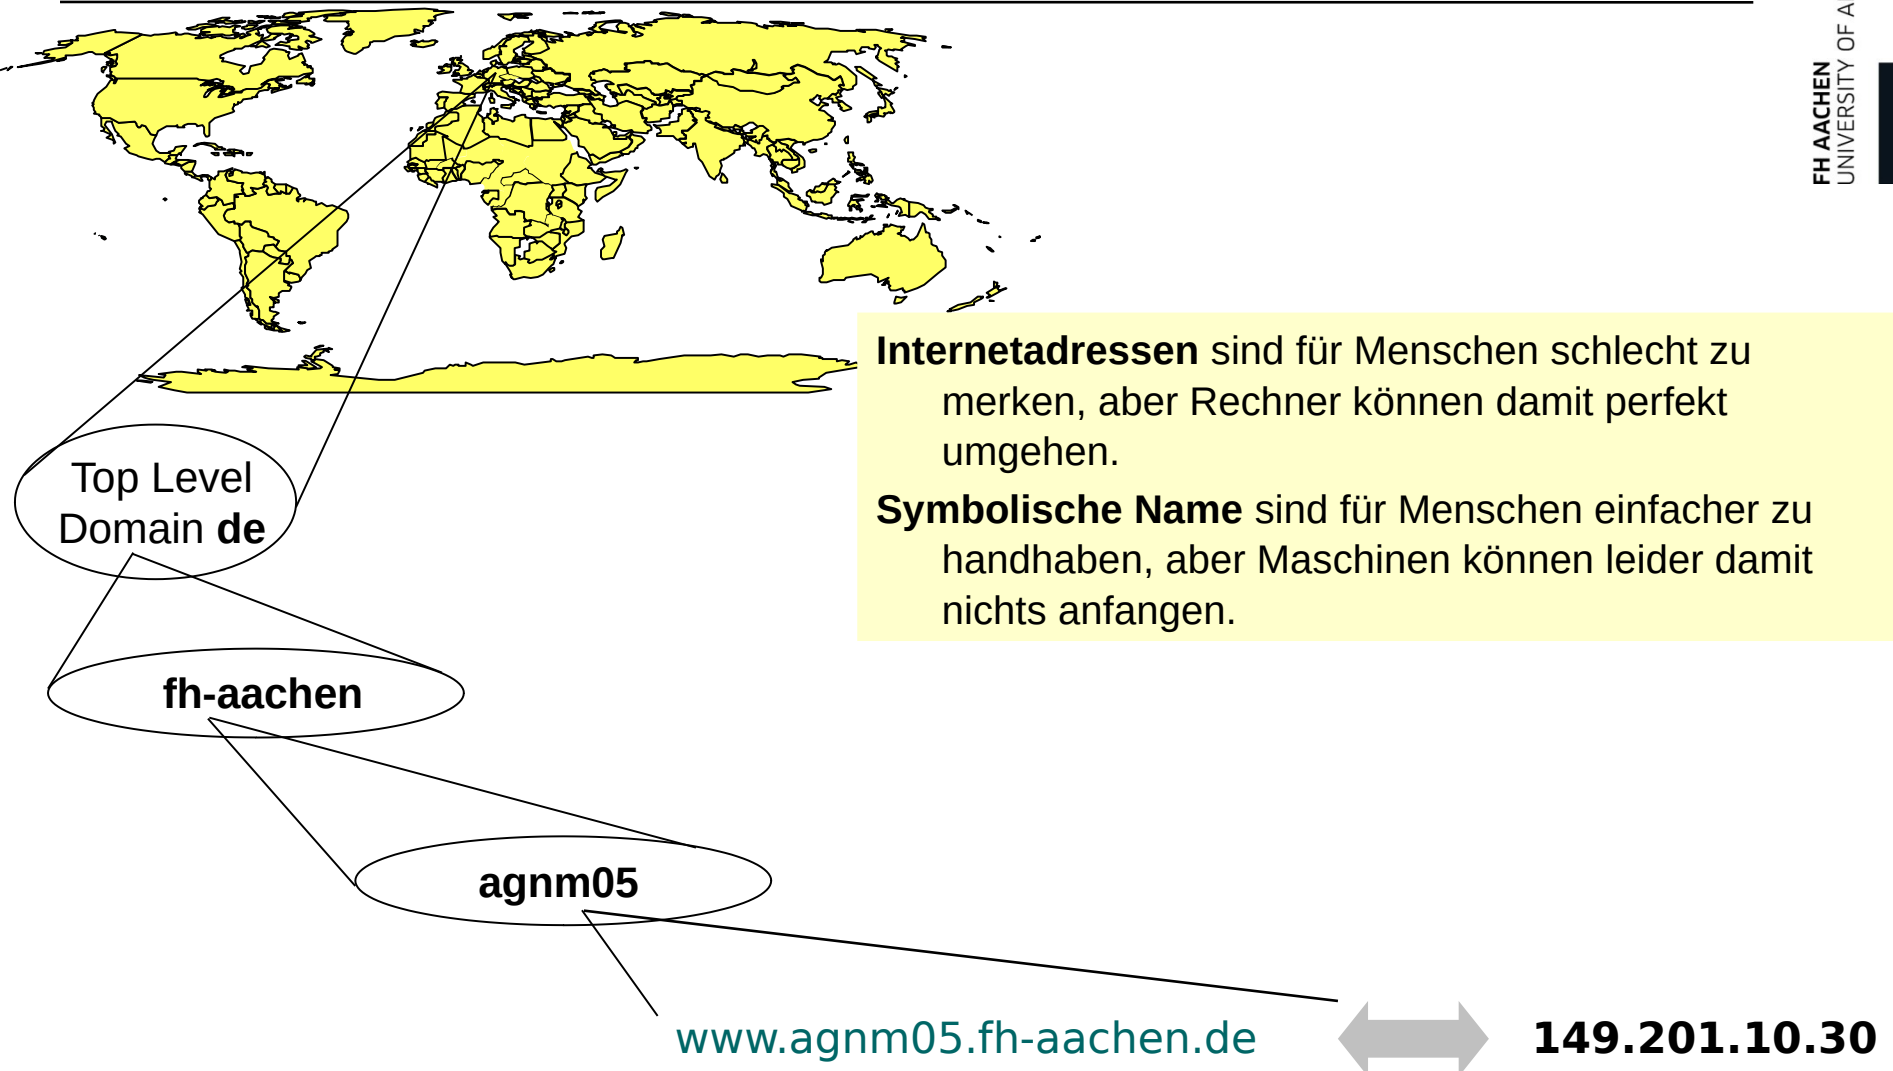 FH AACHEN
UNIVERSITY OF
Internetadressen sind für Menschen schlecht zu
merken, aber Rechner können damit perfekt
umgehen.
Symbolische Name sind für Menschen einfacher zu
handhaben, aber Maschinen können leider damit
nichts anfangen.
Top Level
Domain de
fh-aachen
agnm05
www.agnm05.fh-aachen.de
149.201.10.30